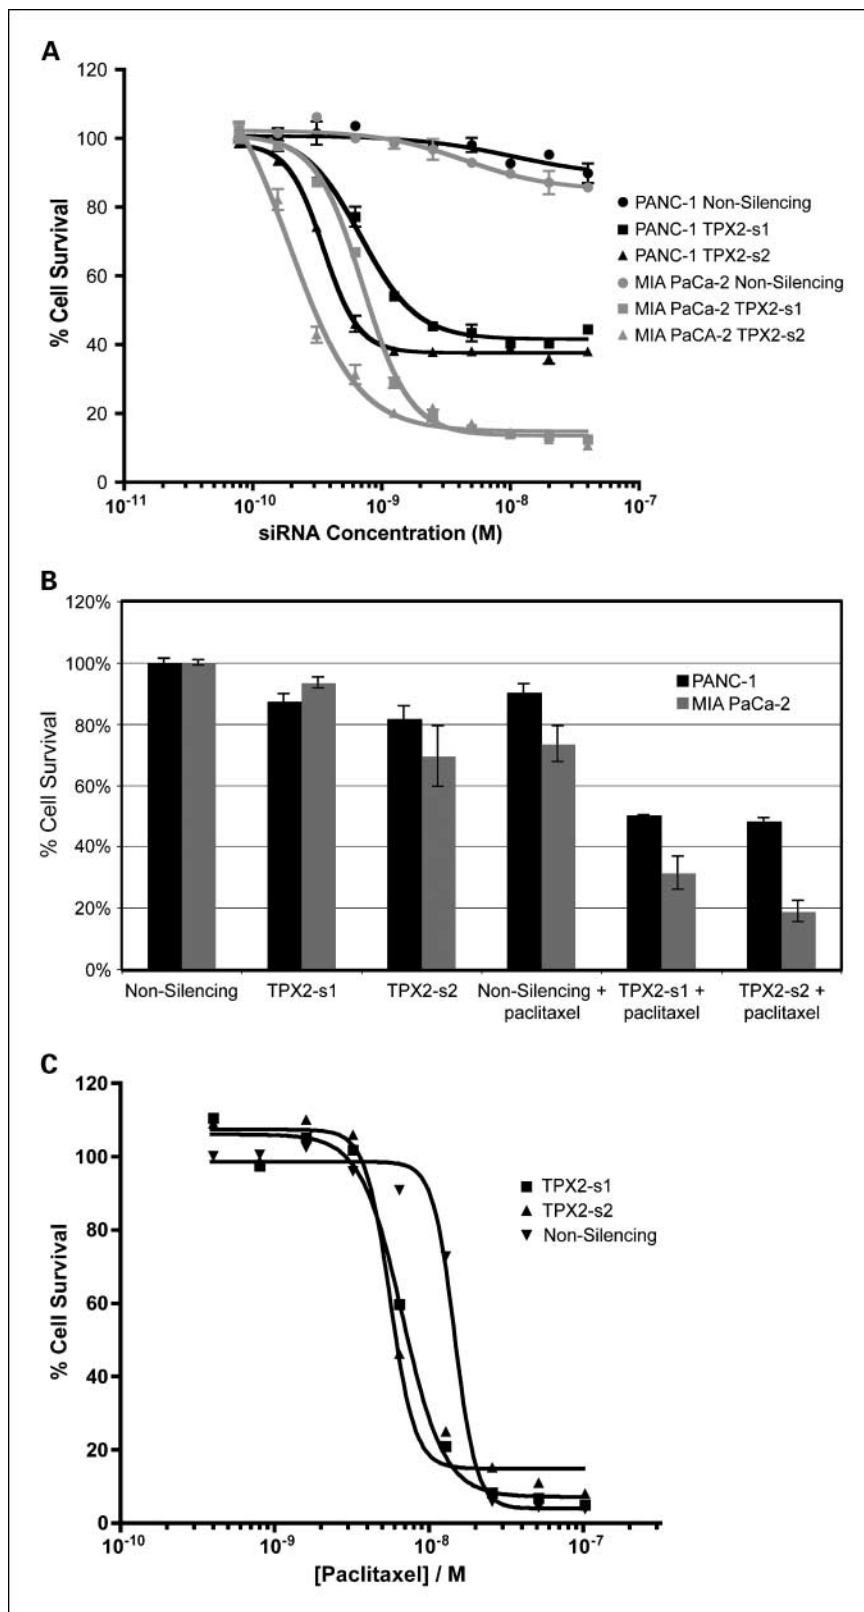 A
120
100
80
60
40
20
0
% Cell Survival
10-11
10-10
10-9
10-8
10-7
siRNA Concentration (M)
PANC-1 Non-Silencing
PANC-1 TPX2-s1
PANC-1 TPX2-s2
MIA PaCa-2 Non-Silencing
MIA PaCa-2 TPX2-s1
MIA PaCA-2 TPX2-s2
B
120%
100%
80%
60%
40%
20%
0%
% Cell Survival
PANC-1
MIA PaCa-2
Non-Silencing
TPX2-s1
TPX2-s2
Non-Silencing +
paclitaxel
TPX2-s1 +
paclitaxel
TPX2-s2 +
paclitaxel
C
120
100
80
60
40
20
0
% Cell Survival
TPX2-s1
TPX2-s2
Non-Silencing
10-10
10-9
10-8
10-7
[Paclitaxel] / M